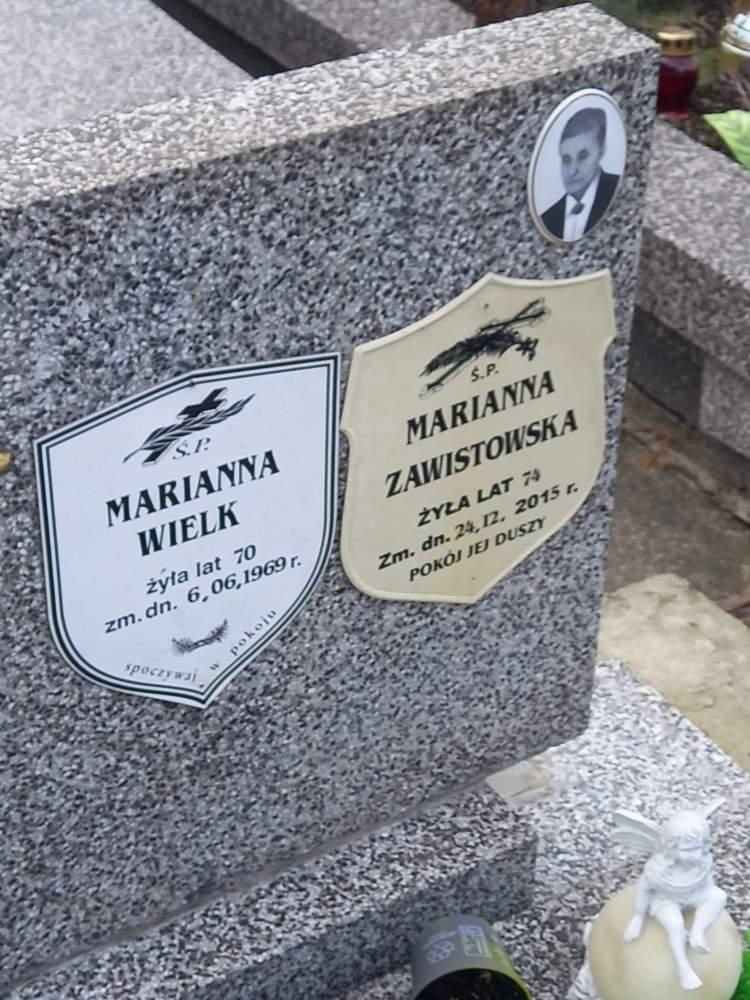 Ś.P.
MARIANNA
WIELK
żyła lat 70
zm. dn. 6,06,1969 r.
spoczywaj w pokoju
Ś.P.
MARIANNA
ZAWISTOWSKA
ŻYŁA LAT 74
Zm. dn. 24.12. 2015 r.
POKÓJ JEJ DUSZY